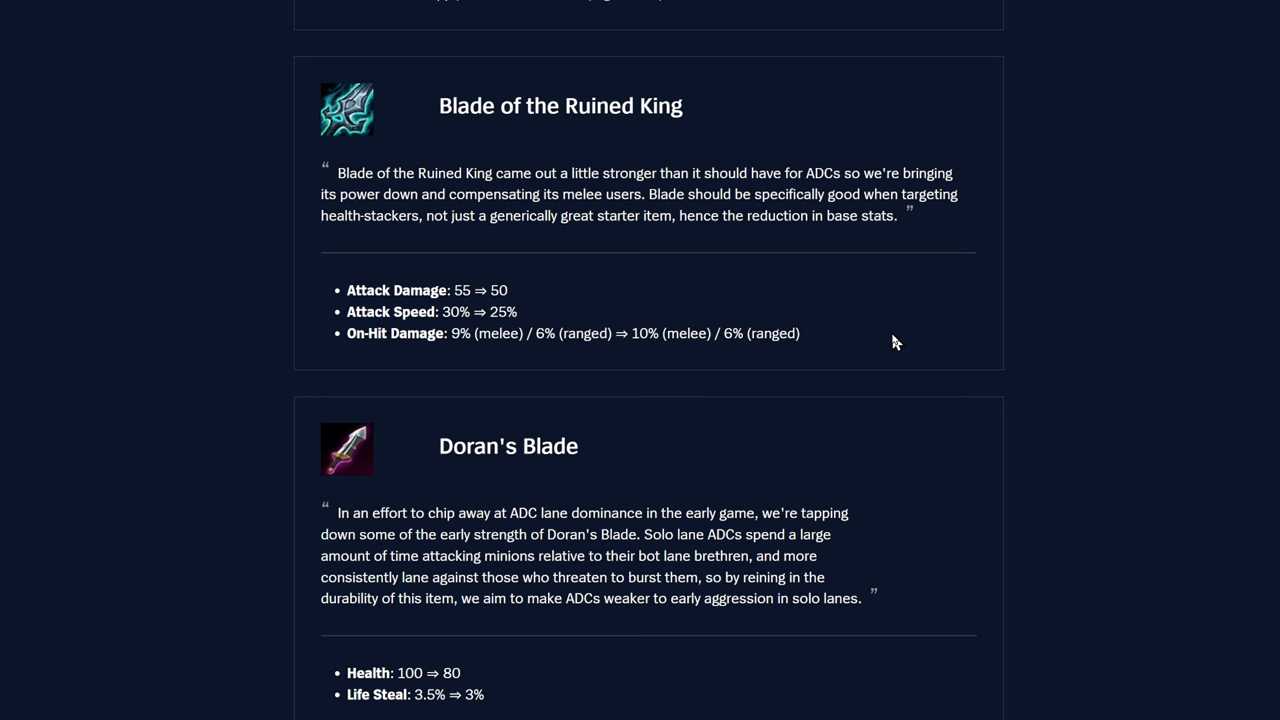 Blade of the Ruined King
“ Blade of the Ruined King came out a little stronger than it should have for ADCs so we're bringing
its power down and compensating its melee users. Blade should be specifically good when targeting
health-stackers, not just a generically great starter item, hence the reduction in base stats. ”
• Attack Damage: 55 ⇒ 50
• Attack Speed: 30% ⇒ 25%
• On-Hit Damage: 9% (melee) / 6% (ranged) ⇒ 10% (melee) / 6% (ranged)
Doran's Blade
“ In an effort to chip away at ADC lane dominance in the early game, we're tapping
down some of the early strength of Doran's Blade. Solo lane ADCs spend a large
amount of time attacking minions relative to their bot lane brethren, and more
consistently lane against those who threaten to burst them, so by reining in the
durability of this item, we aim to make ADCs weaker to early aggression in solo lanes. ”
• Health: 100 ⇒ 80
• Life Steal: 3.5% ⇒ 3%